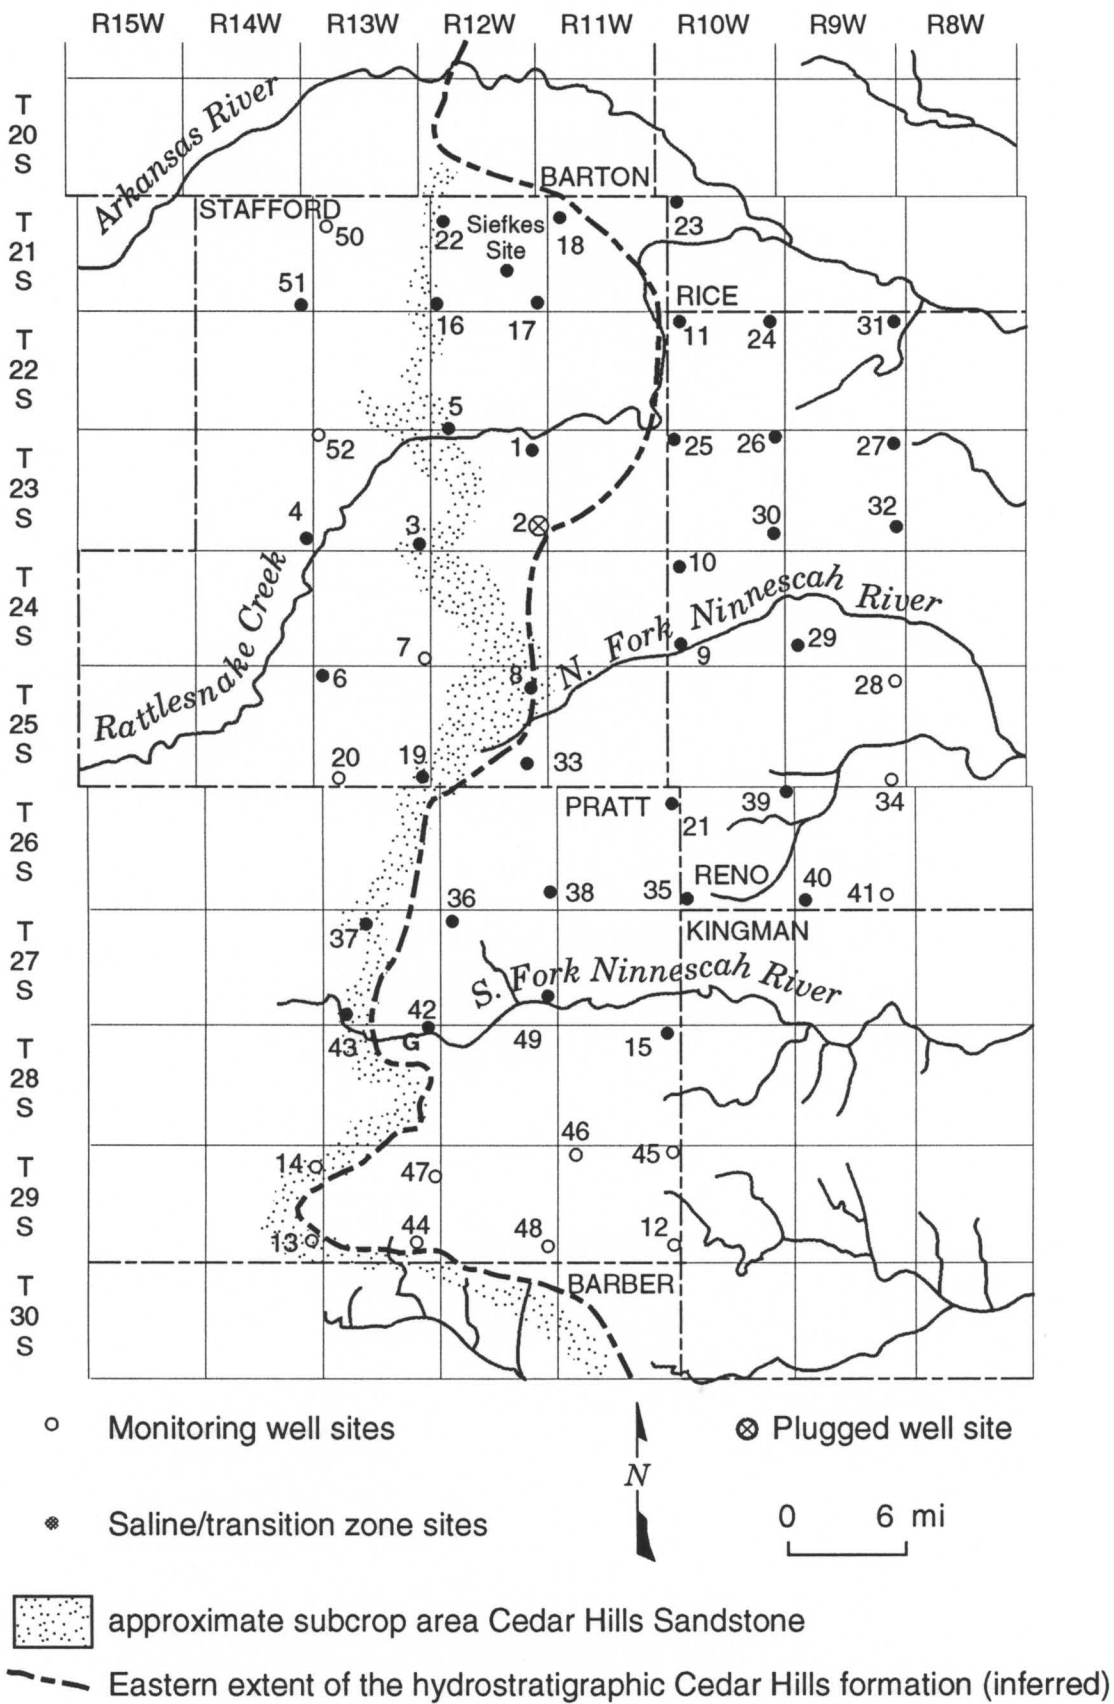 R15W R14W R13W R12W R11W R10W R9W R8W
T
20
S
Arkansas River
BARTON
STAFFORD
50
22
Siefkes
Site
18
23
T
21
S
51
16
17
RICE
11
24
31
T
22
S
5
52
1
25
26
27
T
23
S
4
3
2
30
32
10
T
24
S
Rattlesnake Creek
N. Fork Ninnescah River
7
9
29
6
8
28
T
25
S
20
19
33
39
34
PRATT
21
T
26
S
RENO
36
38
35
40
41
KINGMAN
37
T
27
S
S. Fork Ninnescah River
42
43
G
49
15
T
28
S
46
45
14
47
T
29
S
13
44
48
12
BARBER
T
30
S
Monitoring well sites
Plugged well site
N
Saline/transition zone sites
0 6 mi
approximate subcrop area Cedar Hills Sandstone
Eastern extent of the hydrostratigraphic Cedar Hills formation (inferred)